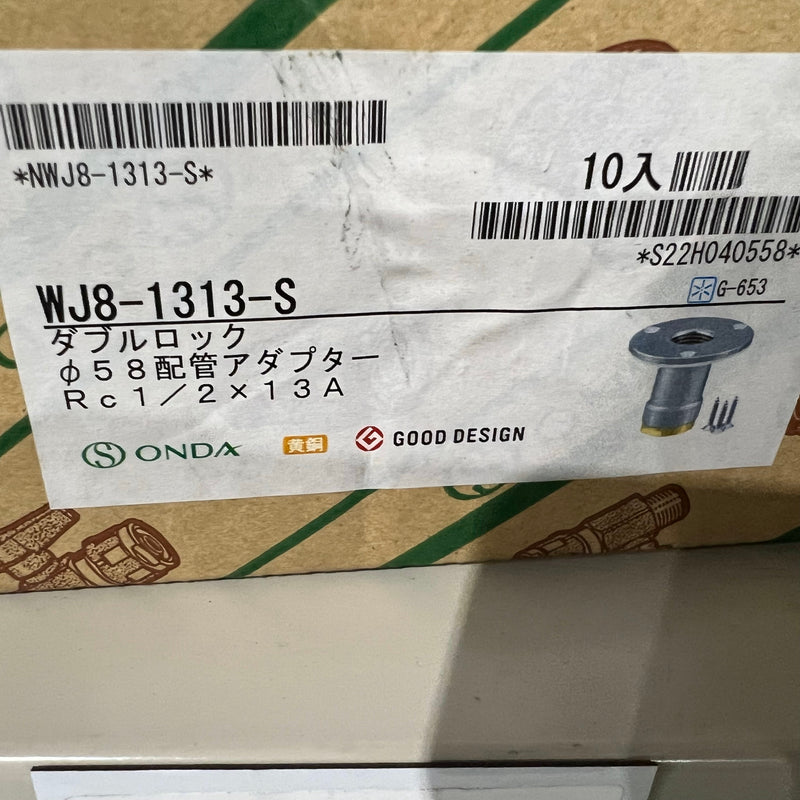 *NWJ8-1313-S*
10入
*S22H040558*
WJ8-1313-S
G-653
ダブルロック
φ58配管アダプター
Rc1/2×13A
ONDA
黄銅
GOOD DESIGN